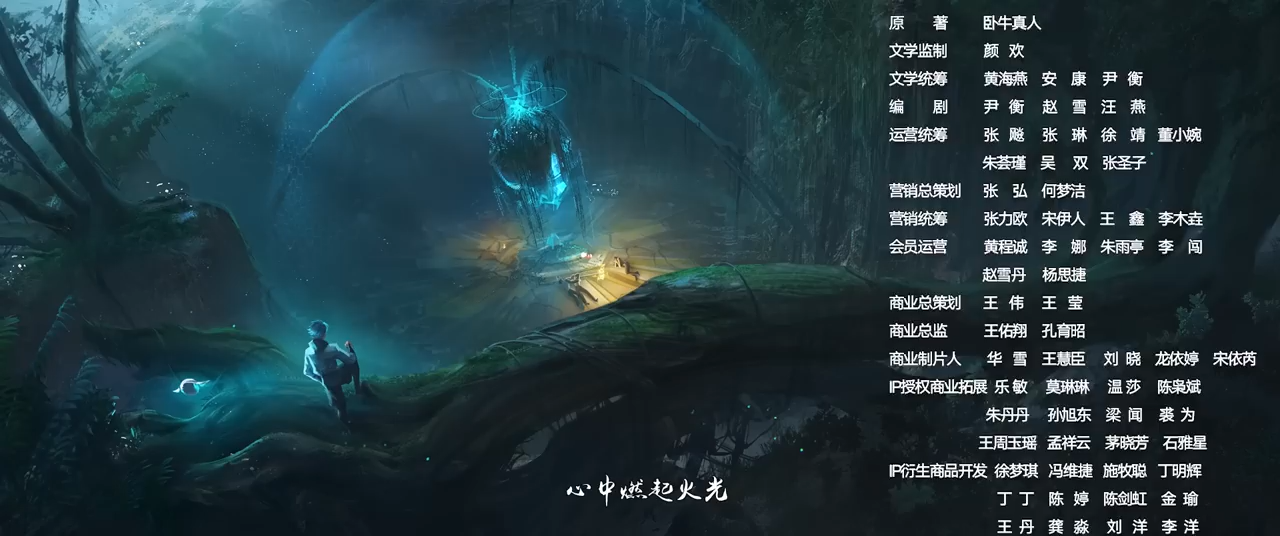 原 著 卧牛真人
文学监制 颜 欢
文学统筹 黄海燕 安 康 尹 衡
编 剧 尹 衡 赵 雪 汪 燕
运营统筹 张 飚 张 琳 徐 靖 董小婉
朱荟瑾 吴 双 张圣子
营销总策划 张 弘 何梦洁
营销统筹 张力欧 宋伊人 王 鑫 李木垚
会员运营 黄程诚 李 娜 朱雨亭 李 闯
赵雪丹 杨思捷
商业总策划 王 伟 王 莹
商业总监 王佑翔 孔育昭
商业制片人 华 雪 王慧臣 刘 晓 龙依婷 宋依芮
IP授权商业拓展 乐 敏 莫琳琳 温 莎 陈枭斌
朱丹丹 孙旭东 梁 闻 裘 为
王周玉瑶 孟祥云 茅晓芳 石雅星
IP衍生商品开发 徐梦琪 冯维捷 施牧聪 丁明辉
丁 丁 陈 婷 陈剑虹 金 瑜
王 丹 龚 淼 刘 洋 李 洋
心中燃起火光